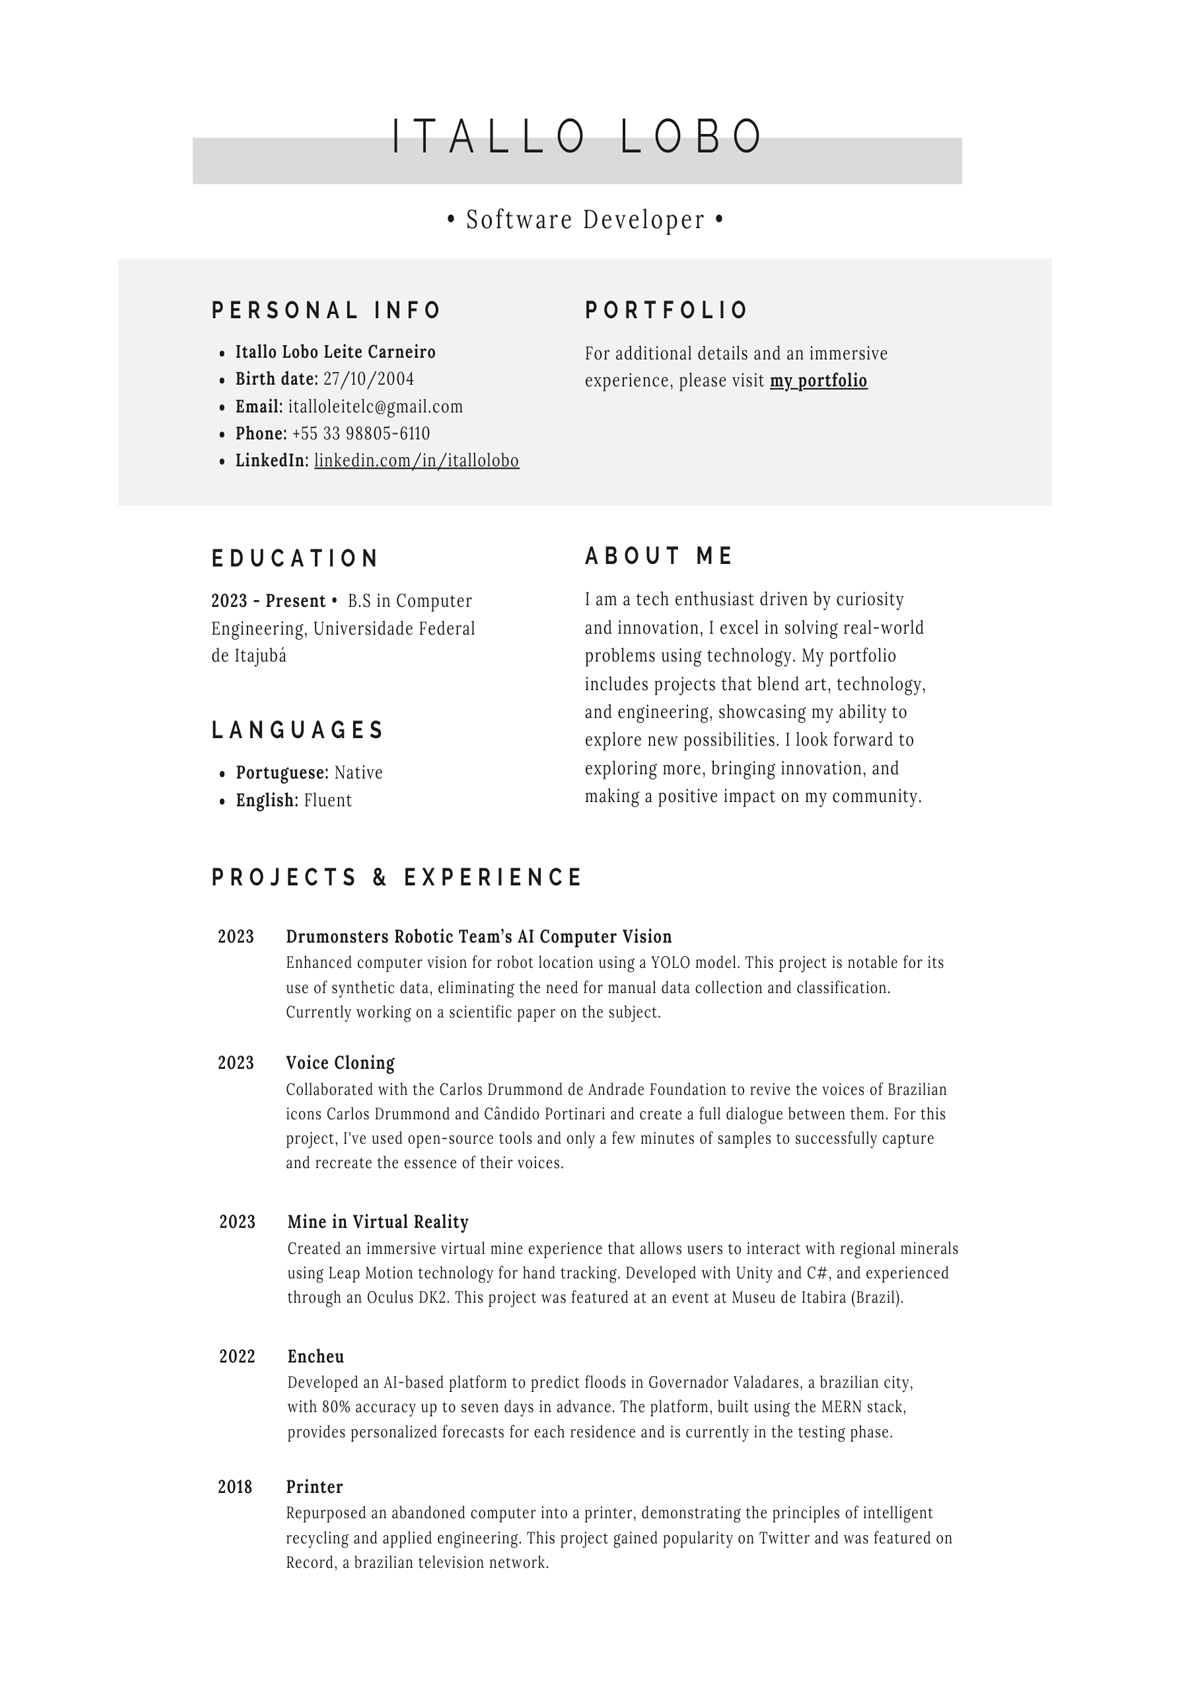 ITALLO LOBO
• Software Developer •
PERSONAL INFO
• Itallo Lobo Leite Carneiro
• Birth date: 27/10/2004
• Email: italloleitelc@gmail.com
• Phone: +55 33 98805-6110
• LinkedIn: linkedin.com/in/itallolobo
PORTFOLIO
For additional details and an immersive
experience, please visit my portfolio
EDUCATION
2023 - Present • B.S in Computer
Engineering, Universidade Federal
de Itajubá
LANGUAGES
• Portuguese: Native
• English: Fluent
ABOUT ME
I am a tech enthusiast driven by curiosity
and innovation, I excel in solving real-world
problems using technology. My portfolio
includes projects that blend art, technology,
and engineering, showcasing my ability to
explore new possibilities. I look forward to
exploring more, bringing innovation, and
making a positive impact on my community.
PROJECTS & EXPERIENCE
2023 Drumonsters Robotic Team’s AI Computer Vision
Enhanced computer vision for robot location using a YOLO model. This project is notable for its
use of synthetic data, eliminating the need for manual data collection and classification.
Currently working on a scientific paper on the subject.
2023 Voice Cloning
Collaborated with the Carlos Drummond de Andrade Foundation to revive the voices of Brazilian
icons Carlos Drummond and Cândido Portinari and create a full dialogue between them. For this
project, I've used open-source tools and only a few minutes of samples to successfully capture
and recreate the essence of their voices.
2023 Mine in Virtual Reality
Created an immersive virtual mine experience that allows users to interact with regional minerals
using Leap Motion technology for hand tracking. Developed with Unity and C#, and experienced
through an Oculus DK2. This project was featured at an event at Museu de Itabira (Brazil).
2022 Encheu
Developed an AI-based platform to predict floods in Governador Valadares, a brazilian city,
with 80% accuracy up to seven days in advance. The platform, built using the MERN stack,
provides personalized forecasts for each residence and is currently in the testing phase.
2018 Printer
Repurposed an abandoned computer into a printer, demonstrating the principles of intelligent
recycling and applied engineering. This project gained popularity on Twitter and was featured on
Record, a brazilian television network.